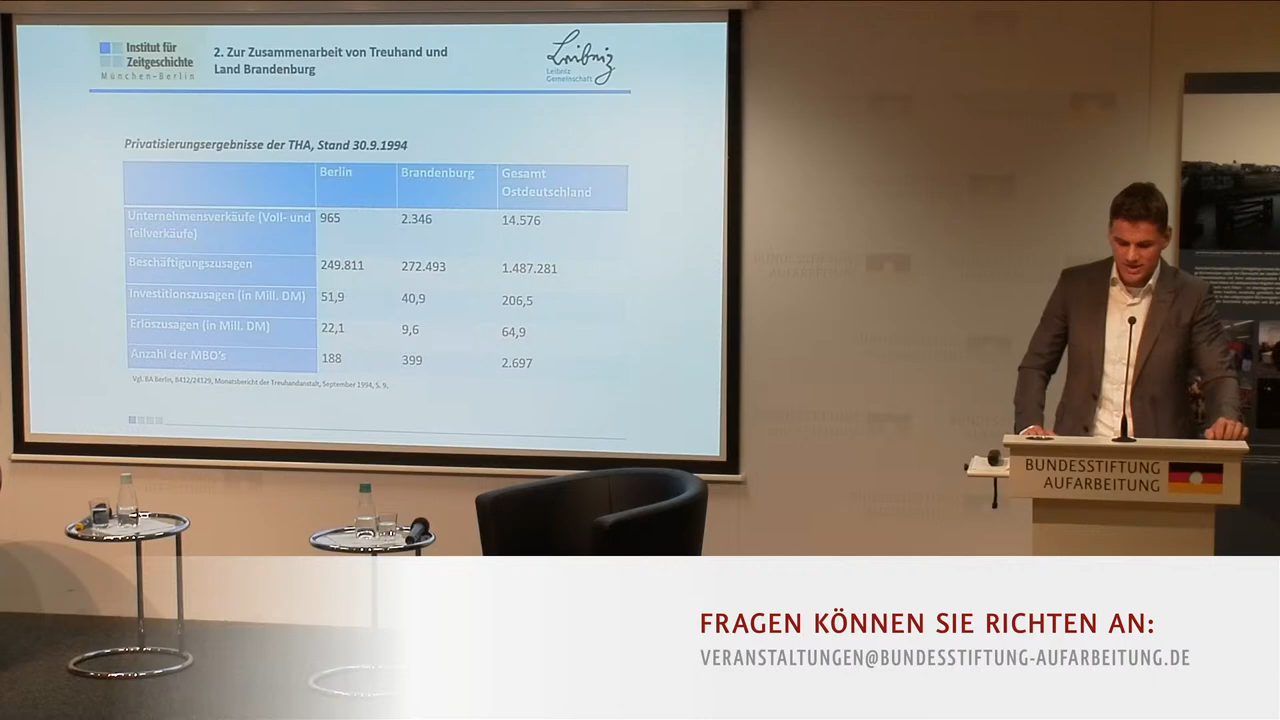 Institut für
Zeitgeschichte
München-Berlin
2. Zur Zusammenarbeit von Treuhand und
Land Brandenburg
Leibniz
Leibniz
Gemeinschaft
Privatisierungsergebnisse der THA, Stand 30.9.1994
Berlin Brandenburg Gesamt
Ostdeutschland
Unternehmensverkäufe (Voll- und
Teilverkäufe) 965 2.346 14.576
Beschäftigungszusagen 249.811 272.493 1.487.281
Investitionszusagen (in Mill. DM) 51,9 40,9 206,5
Erlöszusagen (in Mill. DM) 22,1 9,6 64,9
Anzahl der MBO's 188 399 2.697
Vgl. BA Berlin, B412/24129, Monatsbericht der Treuhandanstalt, September 1994, S. 9.
BUNDESSTIFTUNG
AUFARBEITUNG
FRAGEN KÖNNEN SIE RICHTEN AN:
VERANSTALTUNGEN@BUNDESSTIFTUNG-AUFARBEITUNG.DE